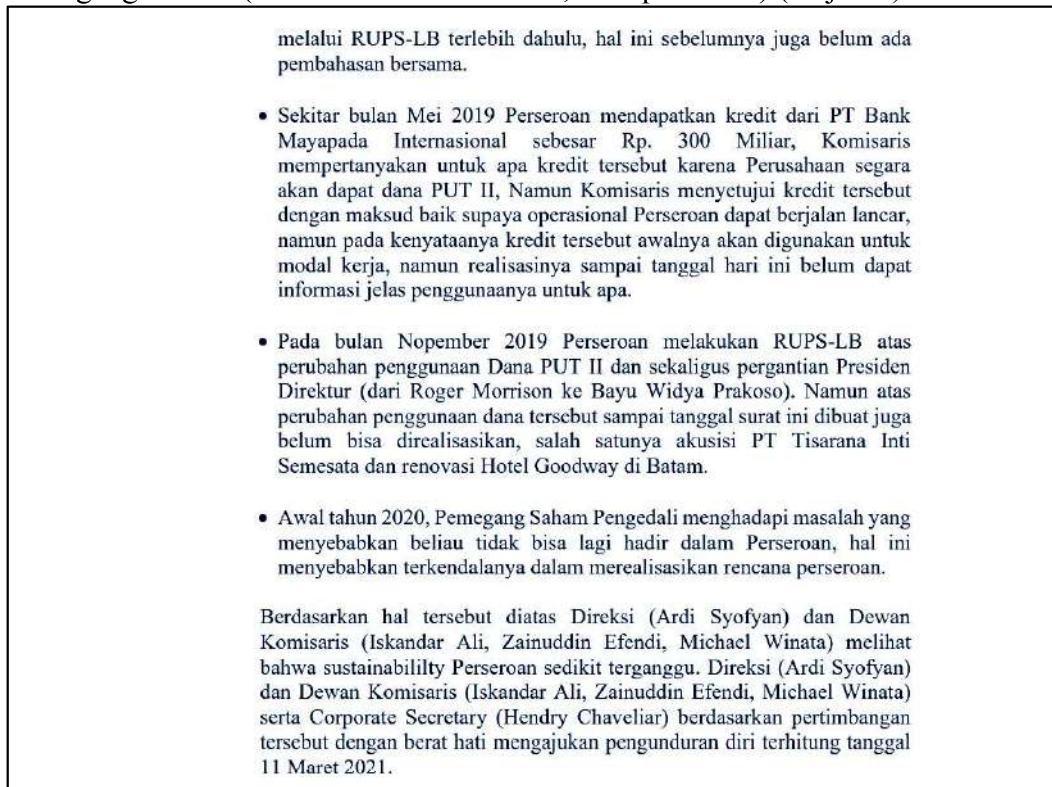 melalui RUPS-LB terlebih dahulu, hal ini sebelumnya juga belum ada
pembahasan bersama.
• Sekitar bulan Mei 2019 Perseroan mendapatkan kredit dari PT Bank
Mayapada Internasional sebesar Rp. 300 Miliar, Komisaris
mempertanyakan untuk apa kredit tersebut karena Perusahaan segara
akan dapat dana PUT II, Namun Komisaris menyetujui kredit tersebut
dengan maksud baik supaya operasional Perseroan dapat berjalan lancar,
namun pada kenyataanya kredit tersebut awalnya akan digunakan untuk
modal kerja, namun realisasinya sampai tanggal hari ini belum dapat
informasi jelas penggunaanya untuk apa.
• Pada bulan Nopember 2019 Perseroan melakukan RUPS-LB atas
perubahan penggunaan Dana PUT II dan sekaligus pergantian Presiden
Direktur (dari Roger Morrison ke Bayu Widya Prakoso). Namun atas
perubahan penggunaan dana tersebut sampai tanggal surat ini dibuat juga
belum bisa direalisasikan, salah satunya akusisi PT Tisarana Inti
Semesata dan renovasi Hotel Goodway di Batam.
• Awal tahun 2020, Pemegang Saham Pengedali menghadapi masalah yang
menyebabkan beliau tidak bisa lagi hadir dalam Perseroan, hal ini
menyebabkan terkendalanya dalam merealisasikan rencana perseroan.
Berdasarkan hal tersebut diatas Direksi (Ardi Syofyan) dan Dewan
Komisaris (Iskandar Ali, Zainuddin Efendi, Michael Winata) melihat
bahwa sustainabililty Perseroan sedikit terganggu. Direksi (Ardi Syofyan)
dan Dewan Komisaris (Iskandar Ali, Zainuddin Efendi, Michael Winata)
serta Corporate Secretary (Hendry Chaveliar) berdasarkan pertimbangan
tersebut dengan berat hati mengajukan pengunduran diri terhitung tanggal
11 Maret 2021.